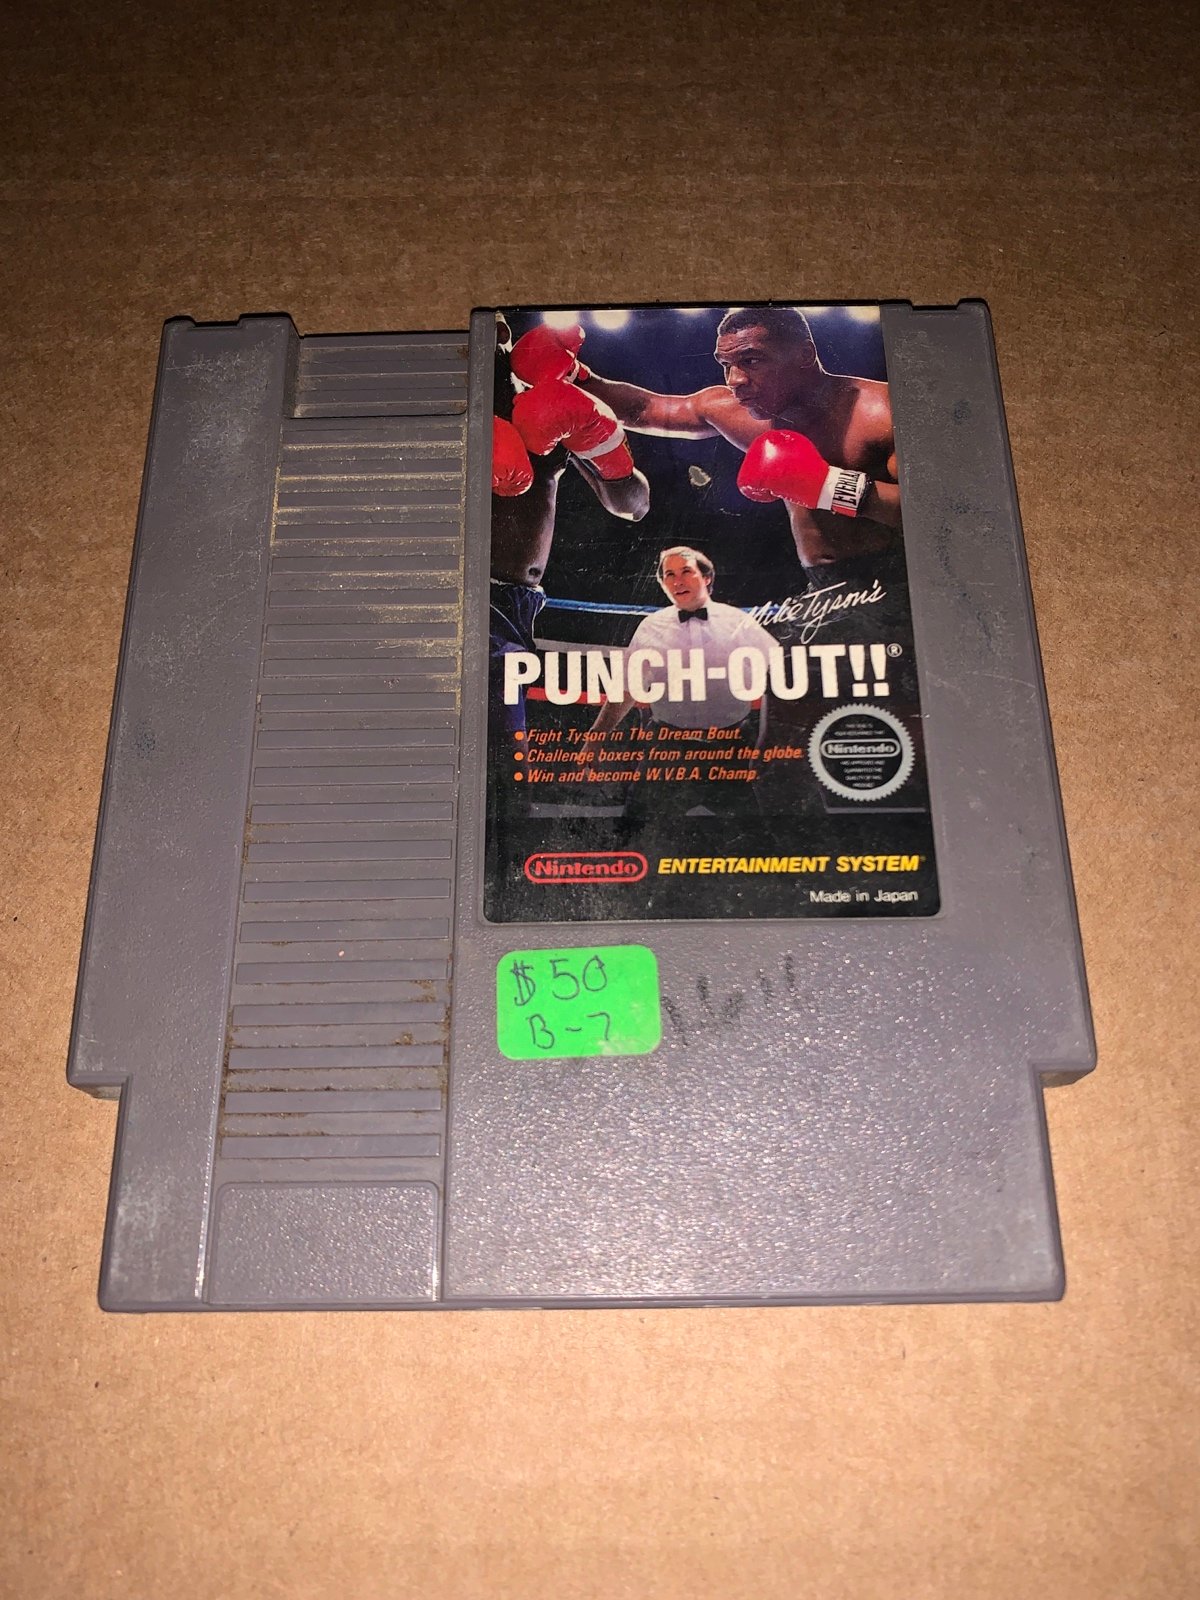 EVERLAST
Mike Tyson's
PUNCH-OUT!!®
• Fight Tyson in The Dream Bout.
• Challenge boxers from around the globe.
• Win and become W.V.B.A. Champ.
Nintendo
Nintendo ENTERTAINMENT SYSTEM
Made in Japan
$50
B-7